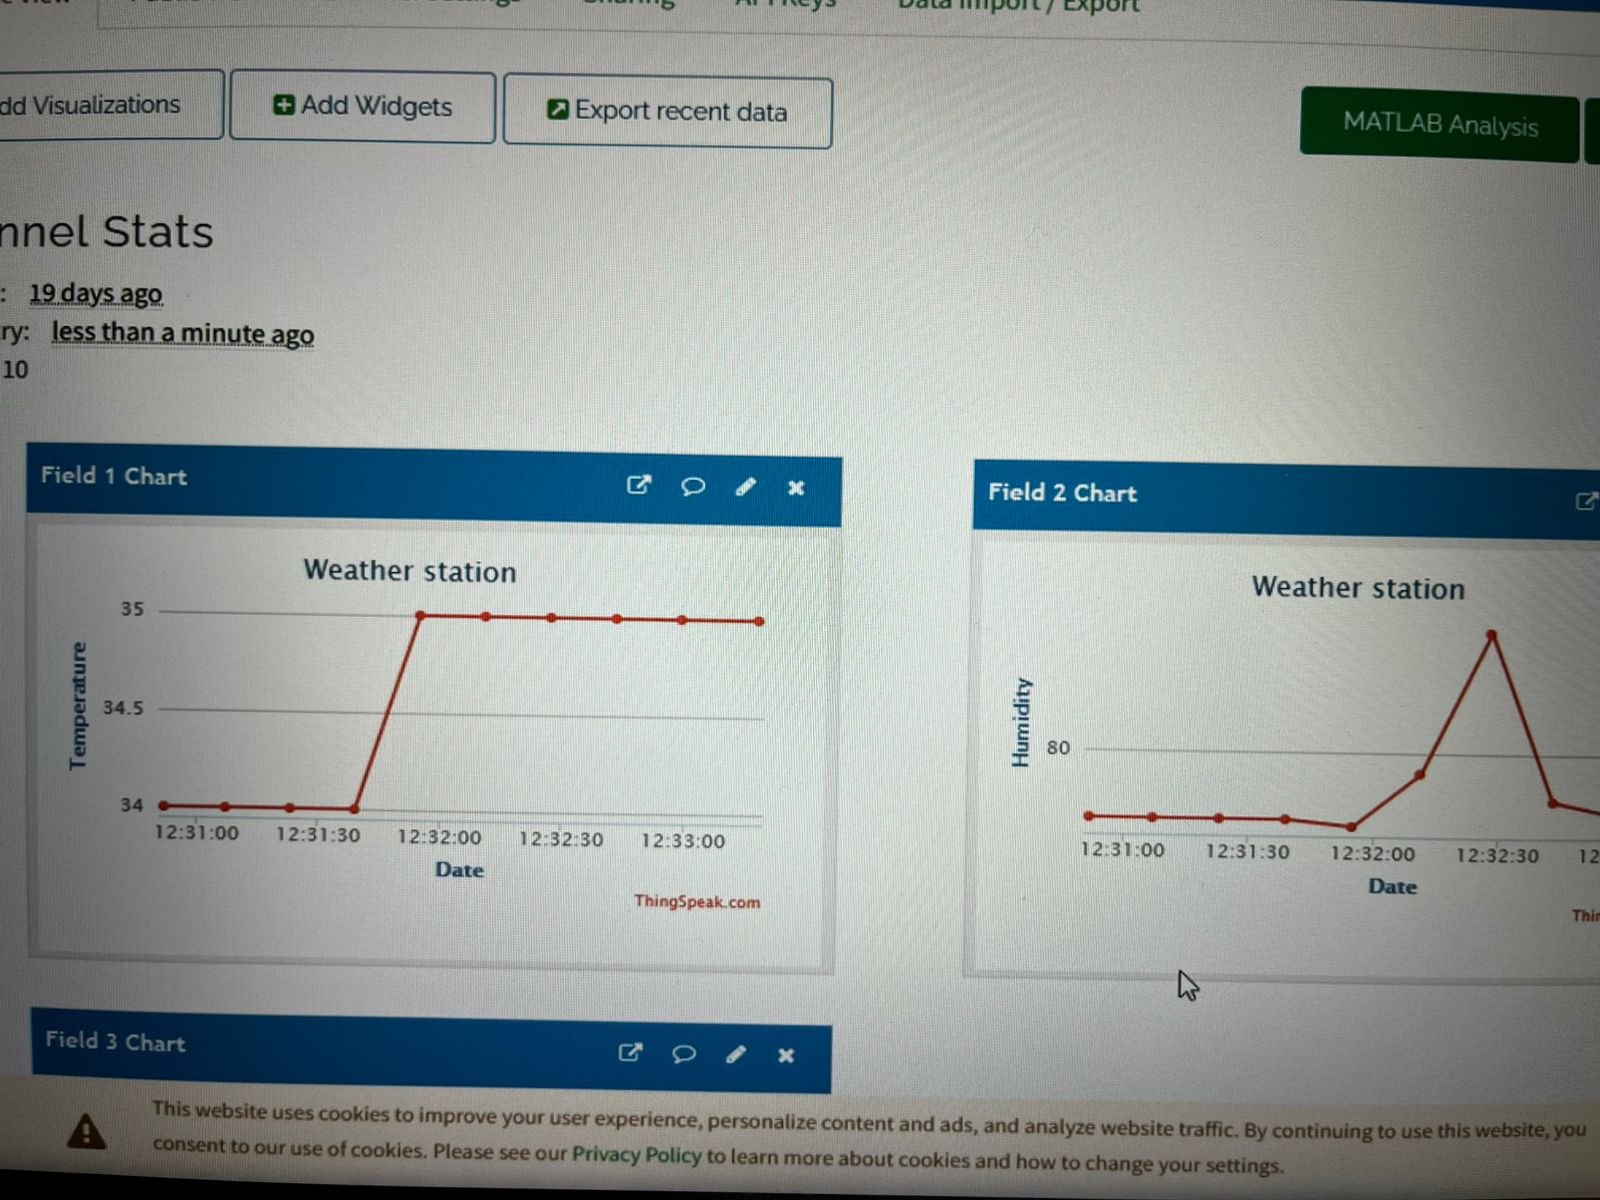 Sharing
API Keys
Data Import / Export
dd Visualizations
Add Widgets
Export recent data
MATLAB Analysis
nnel Stats
: 19 days ago
ry: less than a minute ago
10
Field 1 Chart
Weather station
35
34.5
34
Temperature
12:31:00 12:31:30 12:32:00 12:32:30 12:33:00
Date
ThingSpeak.com
Field 2 Chart
Weather station
Humidity
80
12:31:00 12:31:30 12:32:00 12:32:30 12
Date
Thin
Field 3 Chart
This website uses cookies to improve your user experience, personalize content and ads, and analyze website traffic. By continuing to use this website, you
consent to our use of cookies. Please see our Privacy Policy to learn more about cookies and how to change your settings.